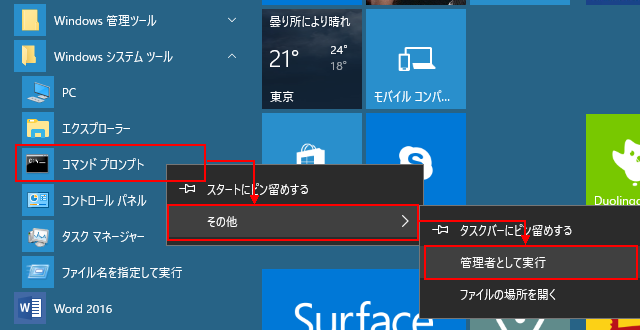 Windows 管理ツール
Windows システム ツール
PC
エクスプローラー
コマンド プロンプト
コントロール パネル
タスク マネージャー
ファイル名を指定して実行
Word 2016
曇り所により晴れ
21° 24°
18°
東京
モバイル コンパ...
スタートにピン留めする
その他
タスクバーにピン留めする
管理者として実行
ファイルの場所を開く
Duoling
Surface